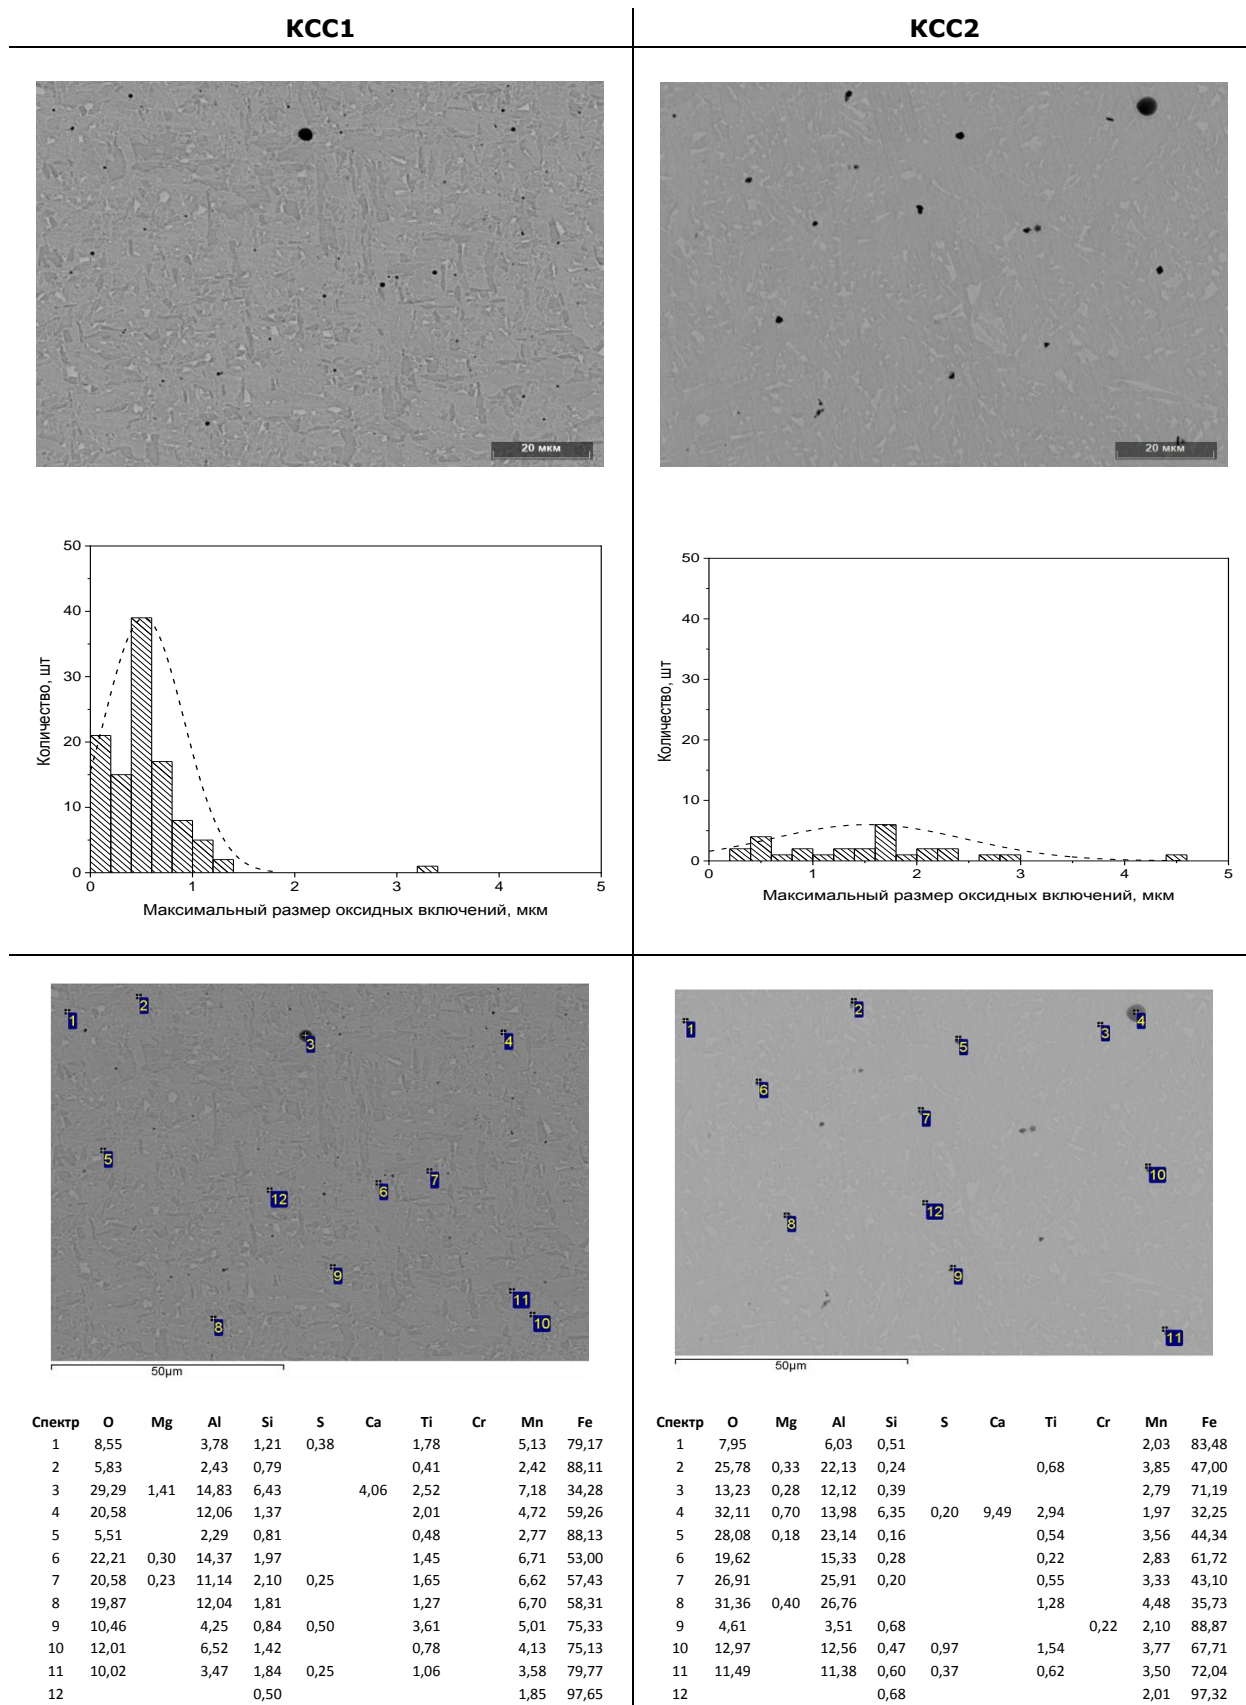 КСС1
КСС2
20 мкм
20 мкм
50
40
30
20
10
0
0 1 2 3 4 5
Количество, шт
Максимальный размер оксидных включений, мкм
50
40
30
20
10
0
0 1 2 3 4 5
Количество, шт
Максимальный размер оксидных включений, мкм
1
2
3
4
5
12
6
7
9
8
11
10
50µm
1
2
3
4
5
6
7
10
8
12
9
11
50µm
Спектр O Mg Al Si S Ca Ti Cr Mn Fe
1 8,55 3,78 1,21 0,38 1,78 5,13 79,17
2 5,83 2,43 0,79 0,41 2,42 88,11
3 29,29 1,41 14,83 6,43 4,06 2,52 7,18 34,28
4 20,58 12,06 1,37 2,01 4,72 59,26
5 5,51 2,29 0,81 0,48 2,77 88,13
6 22,21 0,30 14,37 1,97 1,45 6,71 53,00
7 20,58 0,23 11,14 2,10 0,25 1,65 6,62 57,43
8 19,87 12,04 1,81 1,27 6,70 58,31
9 10,46 4,25 0,84 0,50 3,61 5,01 75,33
10 12,01 6,52 1,42 0,78 4,13 75,13
11 10,02 3,47 1,84 0,25 1,06 3,58 79,77
12 0,50 1,85 97,65
Спектр O Mg Al Si S Ca Ti Cr Mn Fe
1 7,95 6,03 0,51 2,03 83,48
2 25,78 0,33 22,13 0,24 0,68 3,85 47,00
3 13,23 0,28 12,12 0,39 2,79 71,19
4 32,11 0,70 13,98 6,35 0,20 9,49 2,94 1,97 32,25
5 28,08 0,18 23,14 0,16 0,54 3,56 44,34
6 19,62 15,33 0,28 0,22 2,83 61,72
7 26,91 25,91 0,20 0,55 3,33 43,10
8 31,36 0,40 26,76 1,28 4,48 35,73
9 4,61 3,51 0,68 0,22 2,10 88,87
10 12,97 12,56 0,47 0,97 1,54 3,77 67,71
11 11,49 11,38 0,60 0,37 0,62 3,50 72,04
12 0,68 2,01 97,32